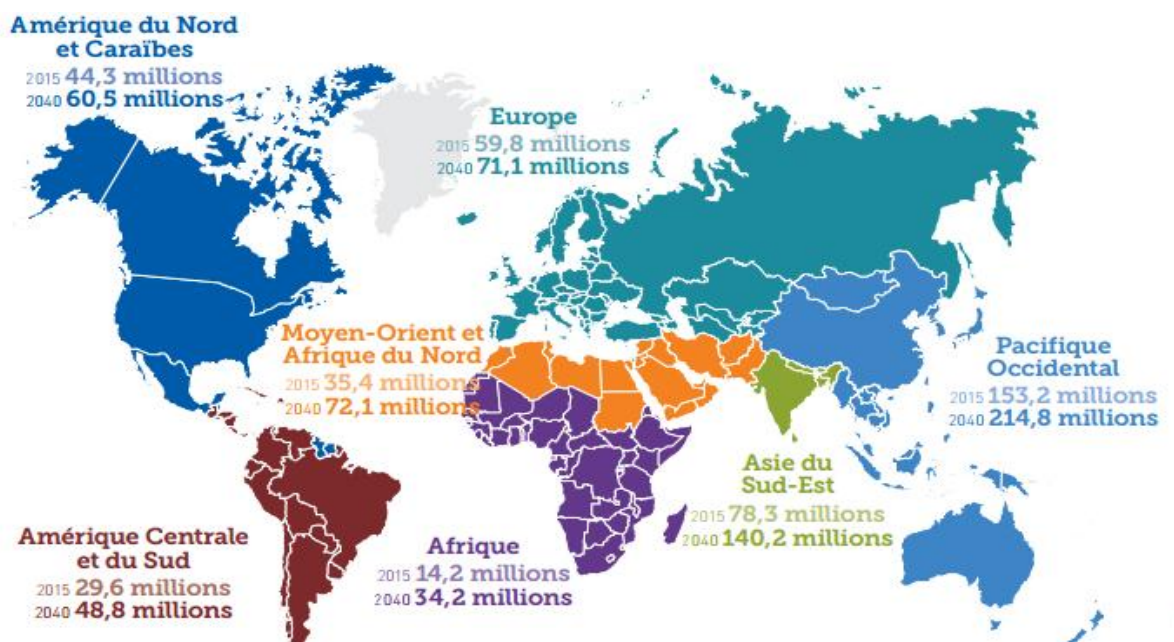 Amérique du Nord
et Caraïbes
2015 44,3 millions
2040 60,5 millions
Europe
2015 59,8 millions
2040 71,1 millions
Moyen-Orient et
Afrique du Nord
2015 35,4 millions
2040 72,1 millions
Pacifique
Occidental
2015 153,2 millions
2040 214,8 millions
Asie du
Sud-Est
2015 78,3 millions
2040 140,2 millions
Amérique Centrale
et du Sud
2015 29,6 millions
2040 48,8 millions
Afrique
2015 14,2 millions
2040 34,2 millions